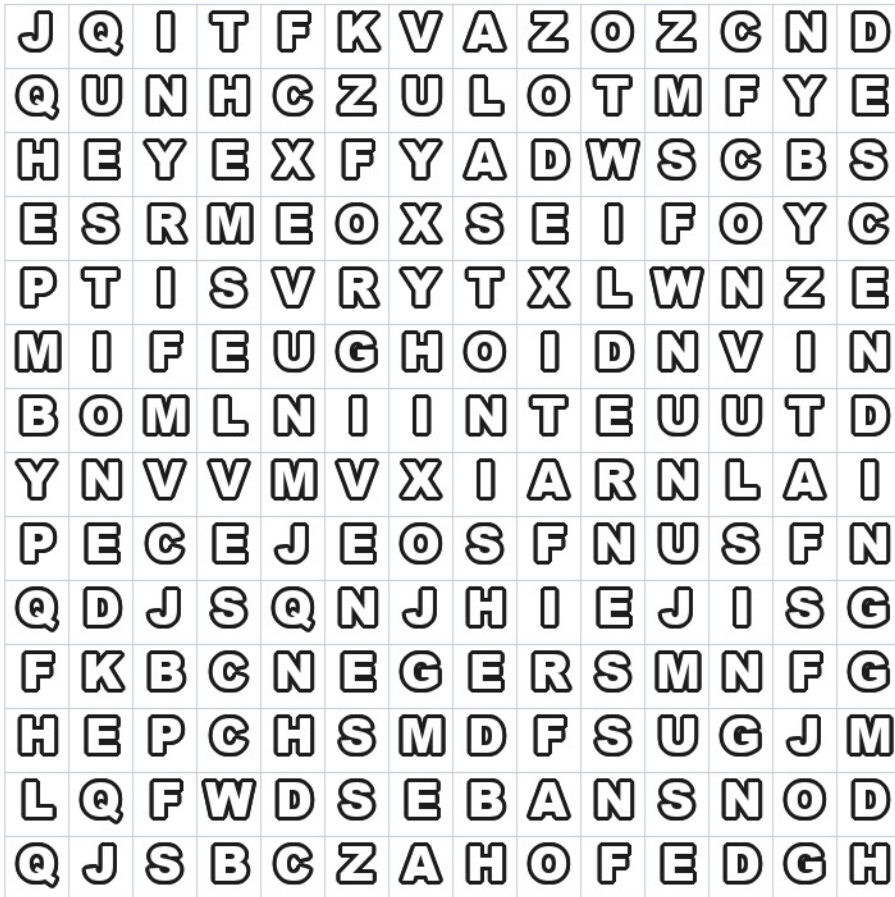 J Q I T F K V A Z O Z C N D
Q U N H C Z U L O T M F Y E
H E Y E X F Y A D W S C B S
E S R M E O X S E I F O Y C
P T I S V R Y T X L W N Z E
M I F E U G H O I D N V I N
B O M L N I I N T E U U T D
Y N V V M V X I A R N L A I
P E C E J E O S F N U S F N
Q D J S Q N J H I E J I S G
F K B C N E G E R S M N F G
H E P C H S M D F S U G J M
L Q F W D S E B A N S N O D
Q J S B C Z A H O F E D G H